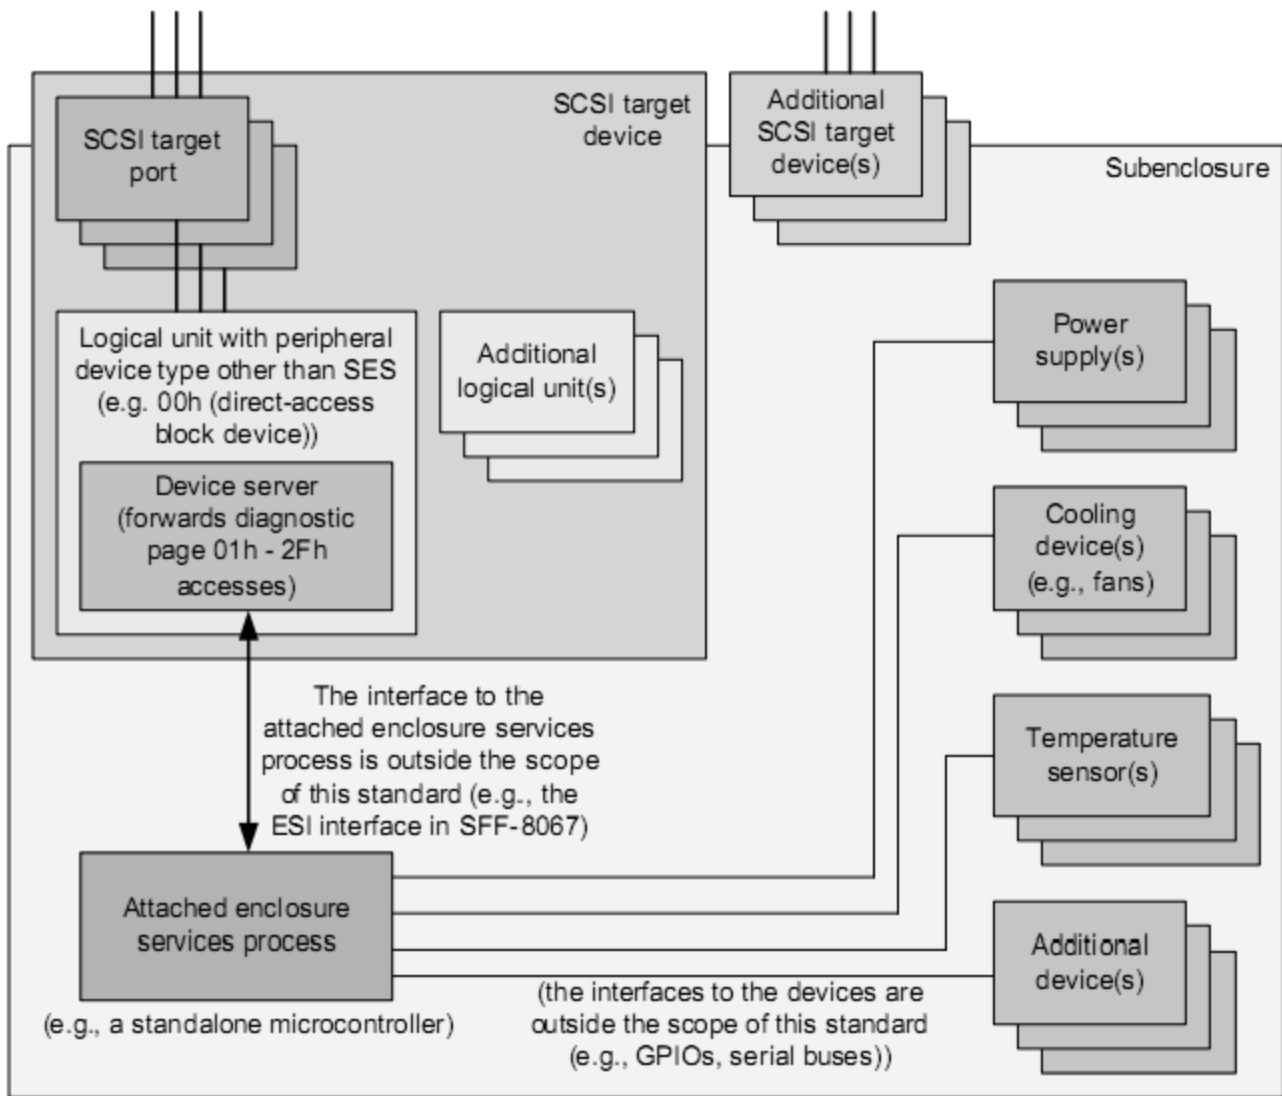 SCSI target
device
SCSI target
port
Additional
SCSI target
device(s)
Subenclosure
Logical unit with peripheral
device type other than SES
(e.g. 00h (direct-access
block device))
Additional
logical unit(s)
Device server
(forwards diagnostic
page 01h - 2Fh
accesses)
Power
supply(s)
Cooling
device(s)
(e.g., fans)
The interface to the
attached enclosure services
process is outside the scope
of this standard (e.g., the
ESI interface in SFF-8067)
Temperature
sensor(s)
Attached enclosure
services process
(e.g., a standalone microcontroller)
Additional
device(s)
(the interfaces to the devices are
outside the scope of this standard
(e.g., GPIOs, serial buses))